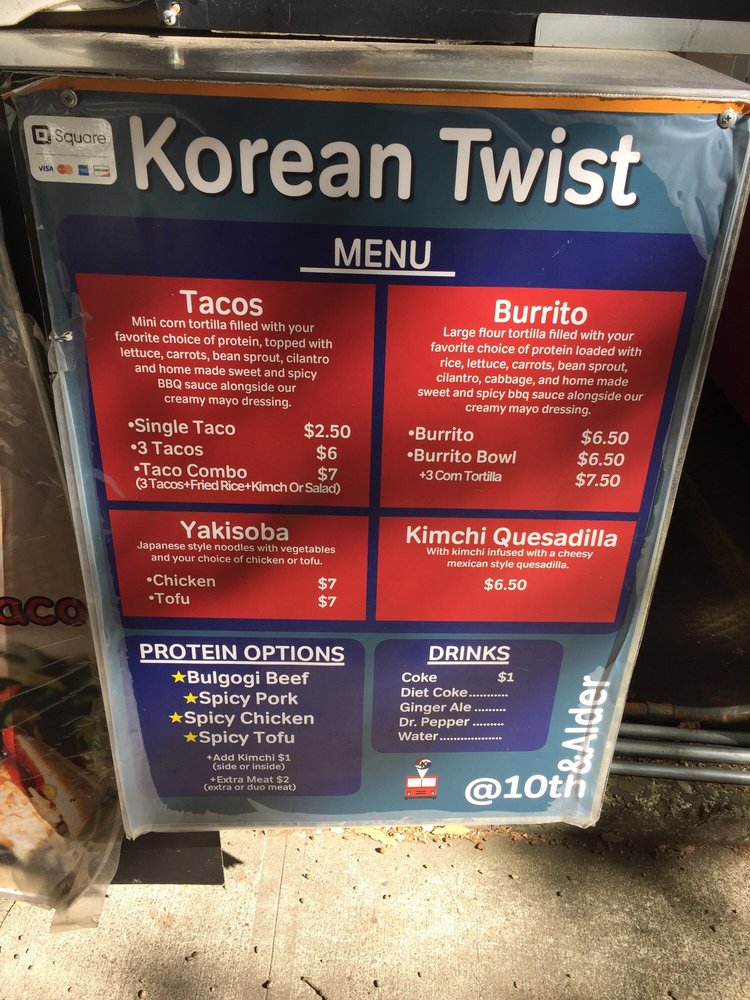 Square
VISA
Korean Twist
MENU
Tacos
Mini corn tortilla filled with your
favorite choice of protein, topped with
lettuce, carrots, bean sprout, cilantro
and home made sweet and spicy
BBQ sauce alongside our
creamy mayo dressing.
•Single Taco $2.50
•3 Tacos $6
•Taco Combo $7
(3 Tacos+Fried Rice+Kimch Or Salad)
Burrito
Large flour tortilla filled with your
favorite choice of protein loaded with
rice, lettuce, carrots, bean sprout,
cilantro, cabbage, and home made
sweet and spicy bbq sauce alongside our
creamy mayo dressing.
•Burrito $6.50
•Burrito Bowl $6.50
+3 Corn Tortilla $7.50
Yakisoba
Japanese style noodles with vegetables
and your choice of chicken or tofu.
•Chicken $7
•Tofu $7
Kimchi Quesadilla
With kimchi infused with a cheesy
mexican style quesadilla.
$6.50
PROTEIN OPTIONS
★Bulgogi Beef
★Spicy Pork
★Spicy Chicken
★Spicy Tofu
+Add Kimchi $1
(side or inside)
+Extra Meat $2
(extra or duo meat)
DRINKS
Coke $1
Diet Coke...........
Ginger Ale .........
Dr. Pepper .........
Water..................
@10th
&Alder
aco